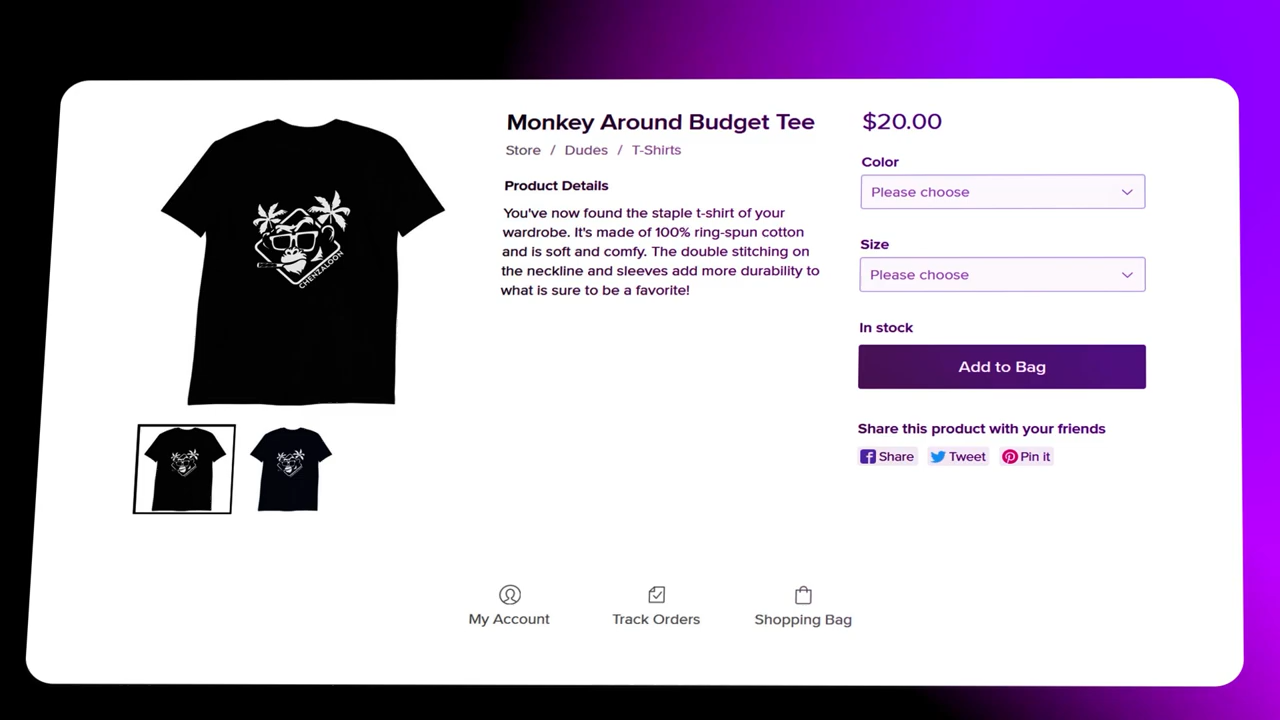 CHENZALOON
Monkey Around Budget Tee
Store / Dudes / T-Shirts
Product Details
You've now found the staple t-shirt of your
wardrobe. It's made of 100% ring-spun cotton
and is soft and comfy. The double stitching on
the neckline and sleeves add more durability to
what is sure to be a favorite!
$20.00
Color
Please choose
Size
Please choose
In stock
Add to Bag
Share this product with your friends
Share Tweet Pin it
My Account Track Orders Shopping Bag